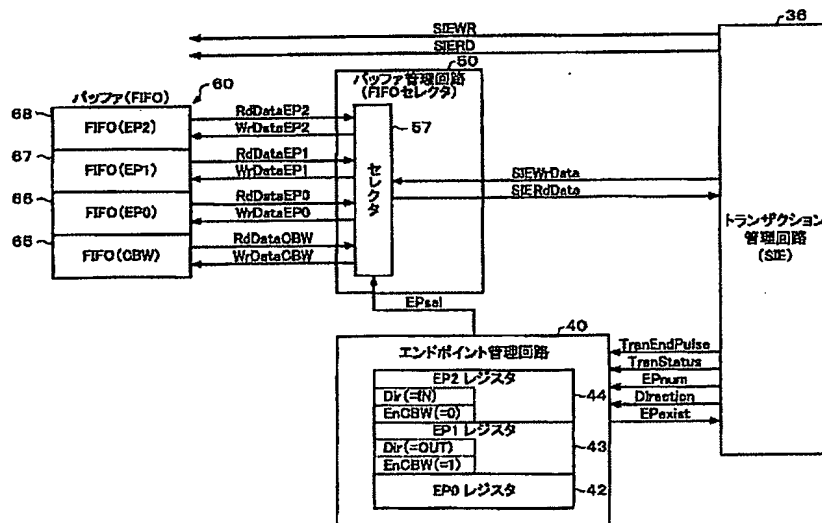 SIEWR
SIERD
36
50
バッファ管理回路
(FIFOセレクタ)
バッファ(FIFO)
60
68
FIFO(EP2)
67
FIFO(EP1)
66
FIFO(EP0)
65
FIFO(CBW)
RdDataEP2
WrDataEP2
RdDataEP1
WrDataEP1
RdDataEP0
WrDataEP0
RdDataCBW
WrDataCBW
57
セレクタ
SIEWrData
SIERdData
トランザクション
管理回路
(SIE)
EPsel
40
エンドポイント管理回路
EP2 レジスタ
Dir(=IN)
EnCBW(=0)
44
EP1 レジスタ
Dir(=OUT)
EnCBW(=1)
43
EP0 レジスタ
42
TranEndPulse
TranStatus
EPnum
Direction
EPexist